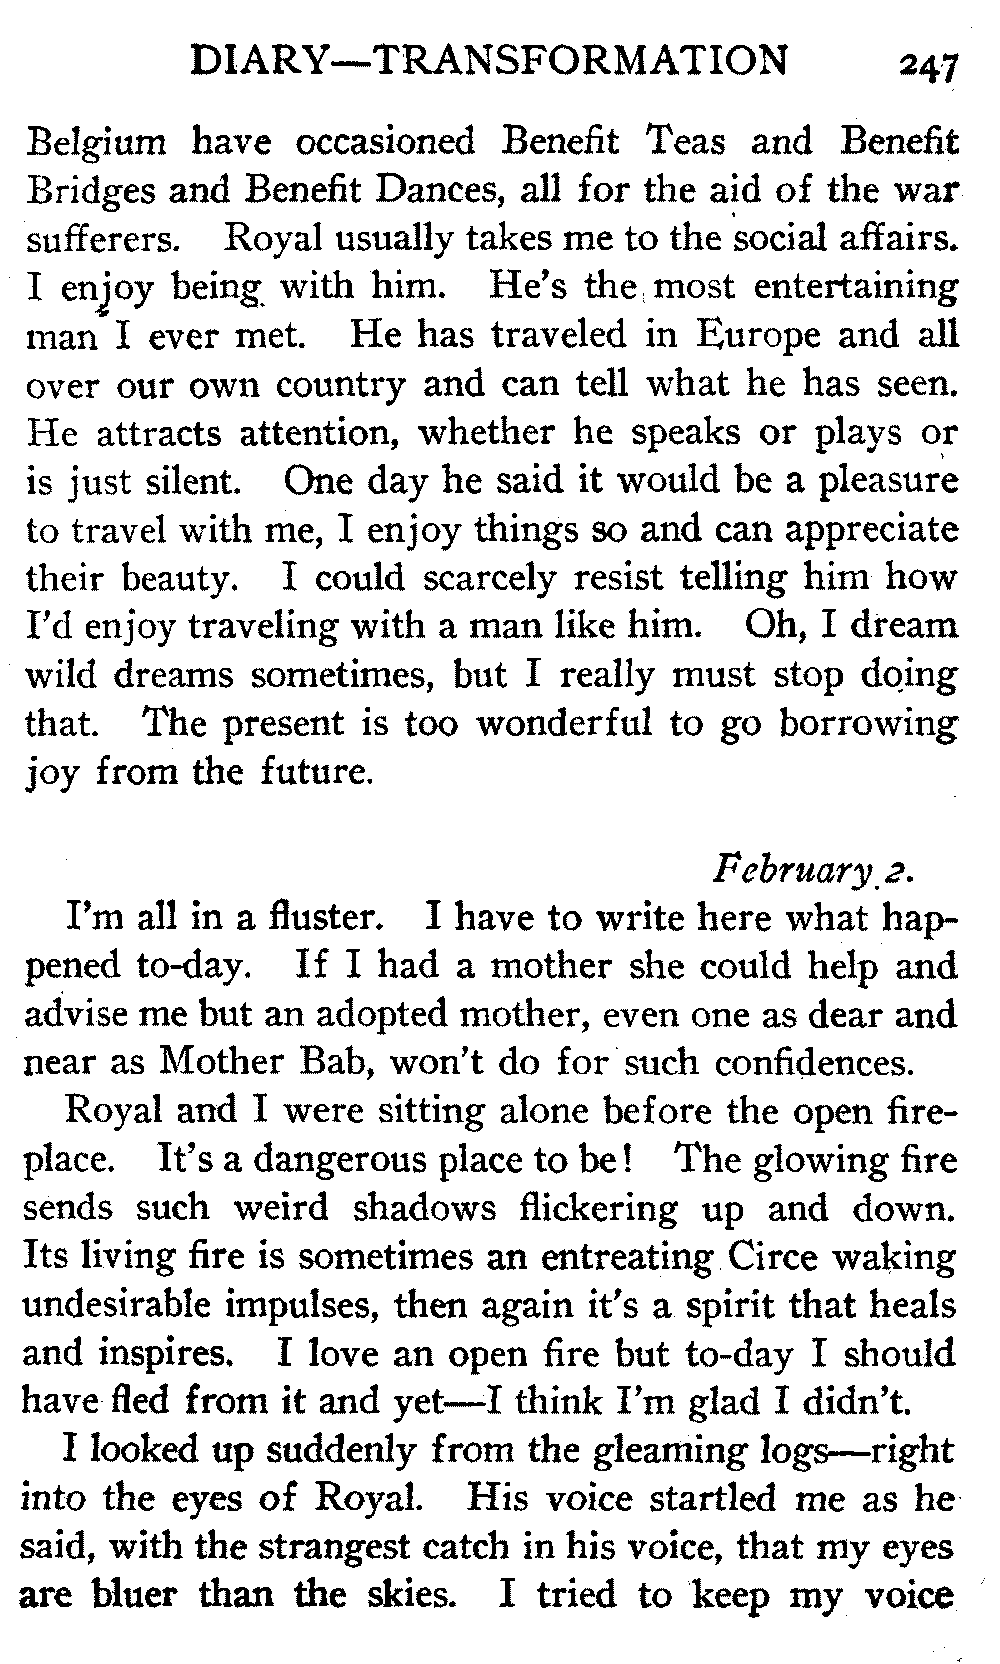 DIARY—TRANSFORMATION 247
Belgium have occasioned Benefit Teas and Benefit
Bridges and Benefit Dances, all for the aid of the war
sufferers. Royal usually takes me to the social affairs.
I enjoy being with him. He's the most entertaining
man I ever met. He has traveled in Europe and all
over our own country and can tell what he has seen.
He attracts attention, whether he speaks or plays or
is just silent. One day he said it would be a pleasure
to travel with me, I enjoy things so and can appreciate
their beauty. I could scarcely resist telling him how
I'd enjoy traveling with a man like him. Oh, I dream
wild dreams sometimes, but I really must stop doing
that. The present is too wonderful to go borrowing
joy from the future.
February 2.
I'm all in a fluster. I have to write here what hap-
pened to-day. If I had a mother she could help and
advise me but an adopted mother, even one as dear and
near as Mother Bab, won't do for such confidences.
Royal and I were sitting alone before the open fire-
place. It's a dangerous place to be! The glowing fire
sends such weird shadows flickering up and down.
Its living fire is sometimes an entreating Circe waking
undesirable impulses, then again it's a spirit that heals
and inspires. I love an open fire but to-day I should
have fled from it and yet—I think I'm glad I didn't.
I looked up suddenly from the gleaming logs—right
into the eyes of Royal. His voice startled me as he
said, with the strangest catch in his voice, that my eyes
are bluer than the skies. I tried to keep my voice